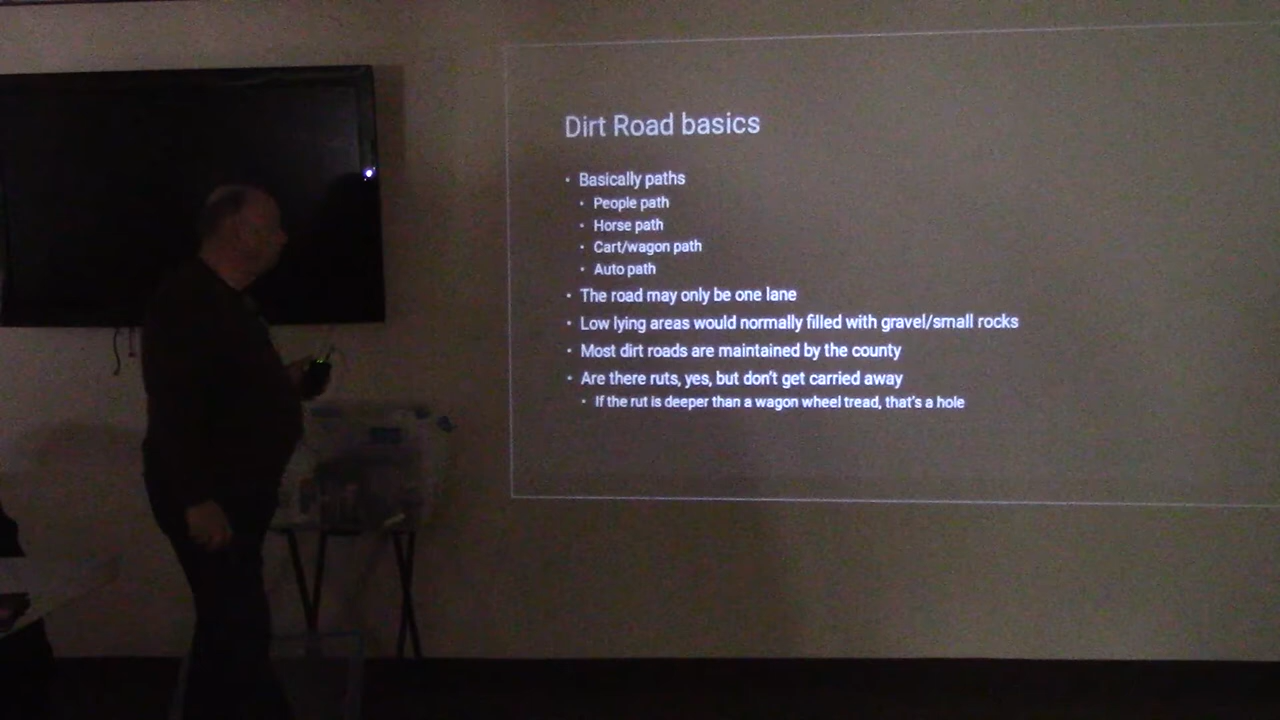 Dirt Road basics
• Basically paths
• People path
• Horse path
• Cart/wagon path
• Auto path
• The road may only be one lane
• Low lying areas would normally filled with gravel/small rocks
• Most dirt roads are maintained by the county
• Are there ruts, yes, but don't get carried away
• If the rut is deeper than a wagon wheel tread, that's a hole